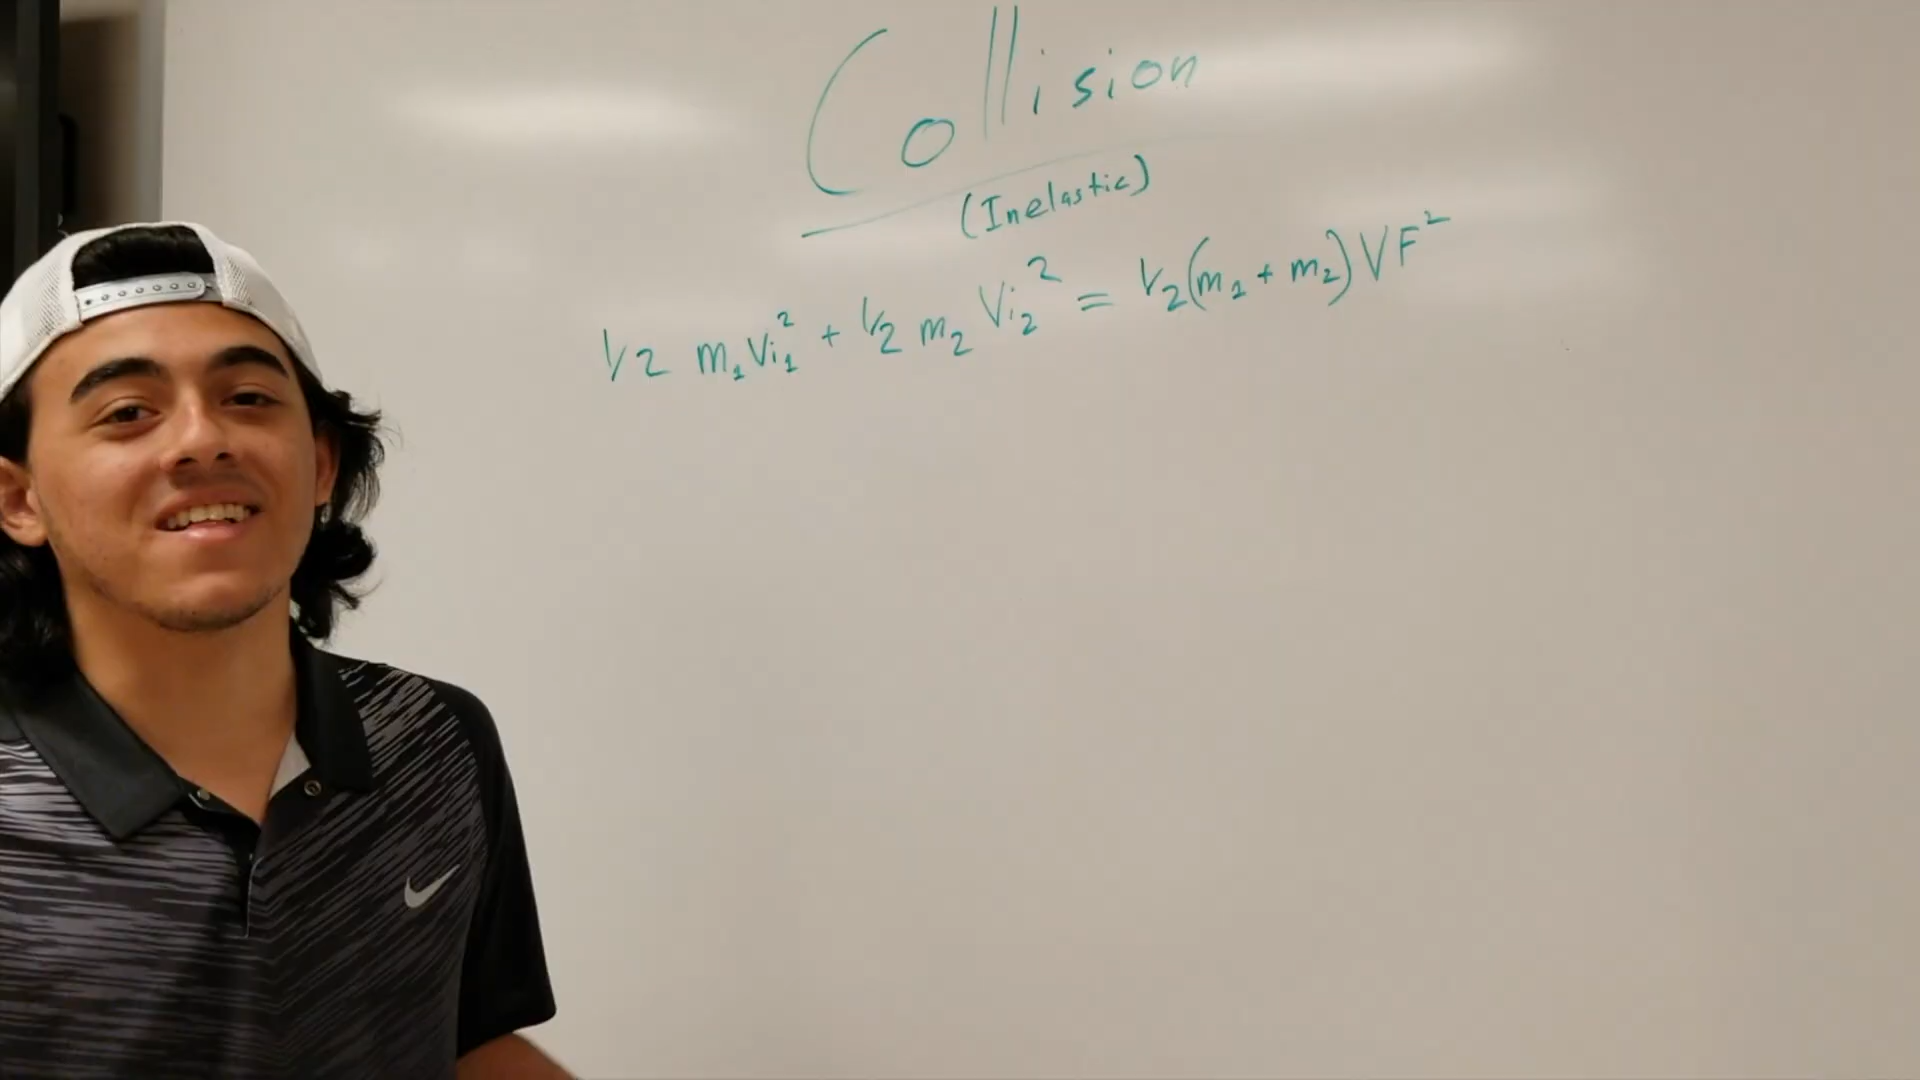 Collision
(Inelastic)
1/2 m₁Vi₁² + 1/2 m₂ Vi₂² = 1/2(m₁ + m₂)VF²